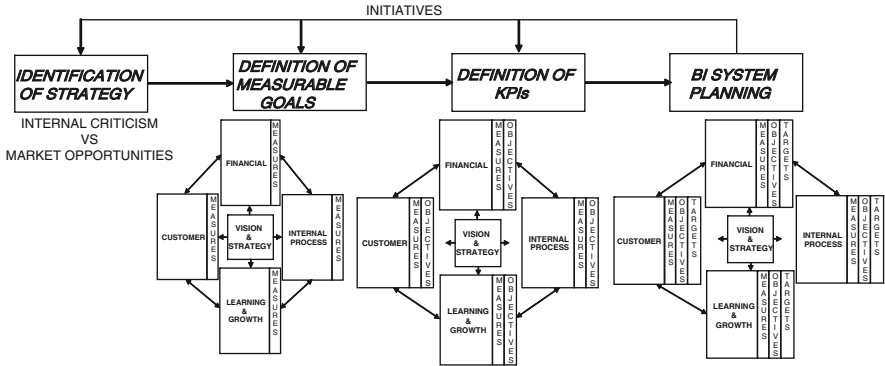 INITIATIVES
IDENTIFICATION
OF STRATEGY
DEFINITION OF
MEASURABLE
GOALS
DEFINITION OF
KPIs
BI SYSTEM
PLANNING
INTERNAL CRITICISM
VS
MARKET OPPORTUNITIES
FINANCIAL
MEASURES
CUSTOMER
MEASURES
VISION
&
STRATEGY
INTERNAL
PROCESS
MEASURES
LEARNING
&
GROWTH
MEASURES
FINANCIAL
MEASURES
OBJECTIVES
CUSTOMER
MEASURES
OBJECTIVES
VISION
&
STRATEGY
INTERNAL
PROCESS
MEASURES
OBJECTIVES
LEARNING
&
GROWTH
MEASURES
OBJECTIVES
FINANCIAL
MEASURES
OBJECTIVES
TARGETS
CUSTOMER
MEASURES
OBJECTIVES
TARGETS
VISION
&
STRATEGY
INTERNAL
PROCESS
MEASURES
OBJECTIVES
TARGETS
LEARNING
&
GROWTH
MEASURES
OBJECTIVES
TARGETS